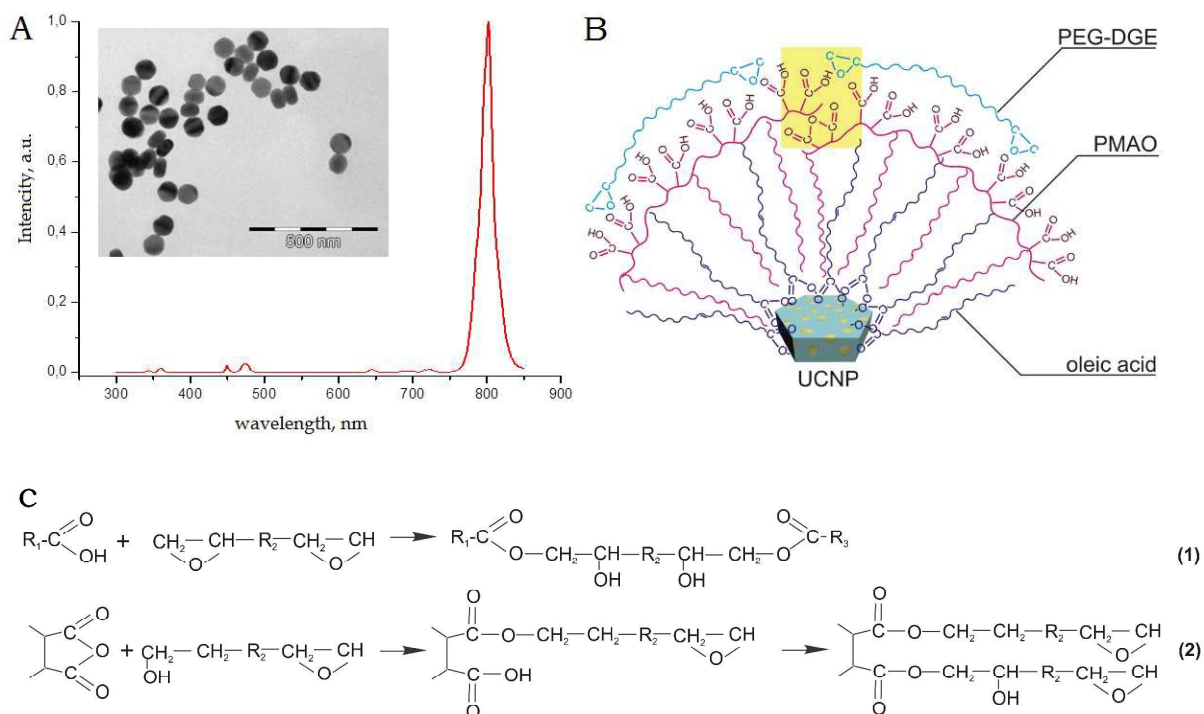 A
1,0
0,8
0,6
0,4
0,2
0,0
Intencity, a.u.
500 nm
300 400 500 600 700 800 900
wavelength, nm
B
PEG-DGE
PMAO
oleic acid
UCNP
C
R₁-C O OH + CH₂—CH—R₂—CH₂—CH O → R₁-C O O—CH₂—CH—R₂—CH—CH₂—O O C-R₃ OH OH (1)
C O O C O + CH₂—CH₂—R₂—CH₂—CH OH O → O C—O—CH₂—CH₂—R₂—CH₂—CH O C—OH O → O C—O—CH₂—CH₂—R₂—CH₂—CH O C—O—CH₂—CH—R₂—CH₂—CH O OH O (2)